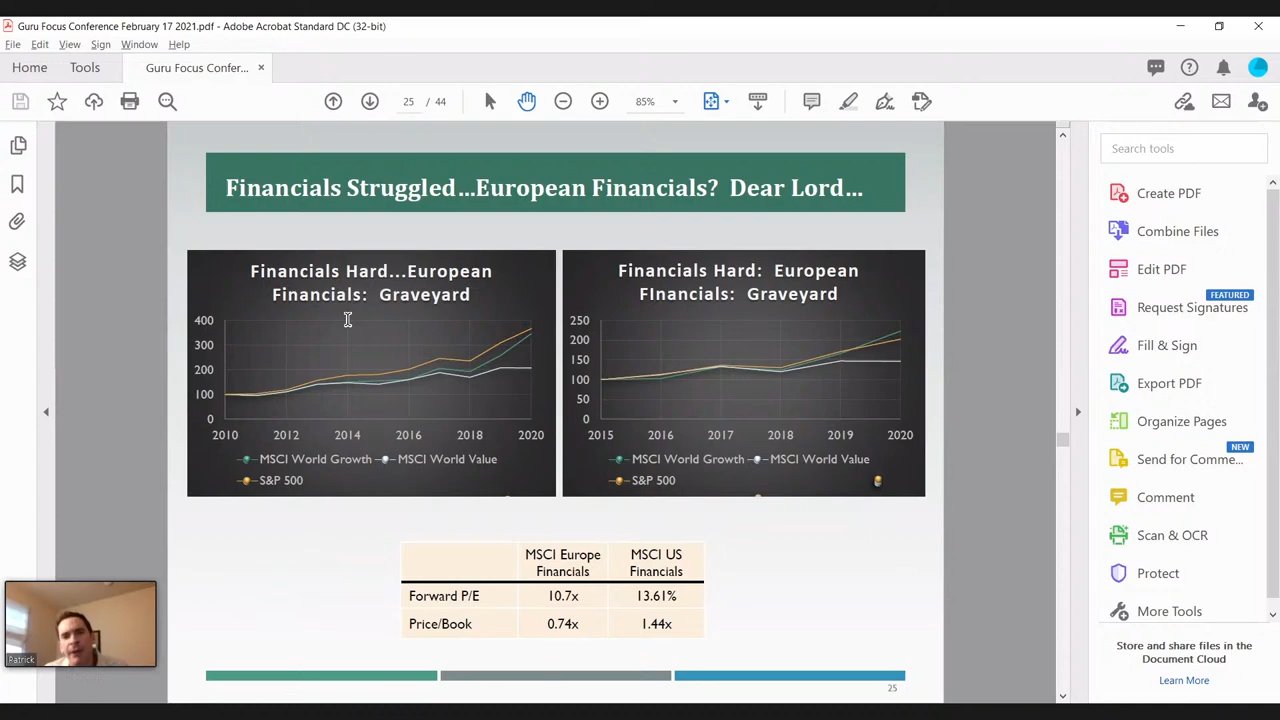 Guru Focus Conference February 17 2021.pdf - Adobe Acrobat Standard DC (32-bit)
File Edit View Sign Window Help
Home Tools Guru Focus Confer... ×
25 / 44 85%
Search tools
Create PDF
Combine Files
Edit PDF
FEATURED
Request Signatures
Fill & Sign
Export PDF
Organize Pages
NEW
Send for Comme...
Comment
Scan & OCR
Protect
More Tools
Store and share files in the
Document Cloud
Learn More
Financials Struggled...European Financials? Dear Lord...
Financials Hard...European
FInancials: Graveyard
400
300
200
100
0
2010 2012 2014 2016 2018 2020
MSCI World Growth MSCI World Value
S&P 500
Financials Hard: European
FInancials: Graveyard
250
200
150
100
50
0
2015 2016 2017 2018 2019 2020
MSCI World Growth MSCI World Value
S&P 500
MSCI Europe Financials MSCI US Financials
Forward P/E 10.7x 13.61%
Price/Book 0.74x 1.44x
25
Patrick